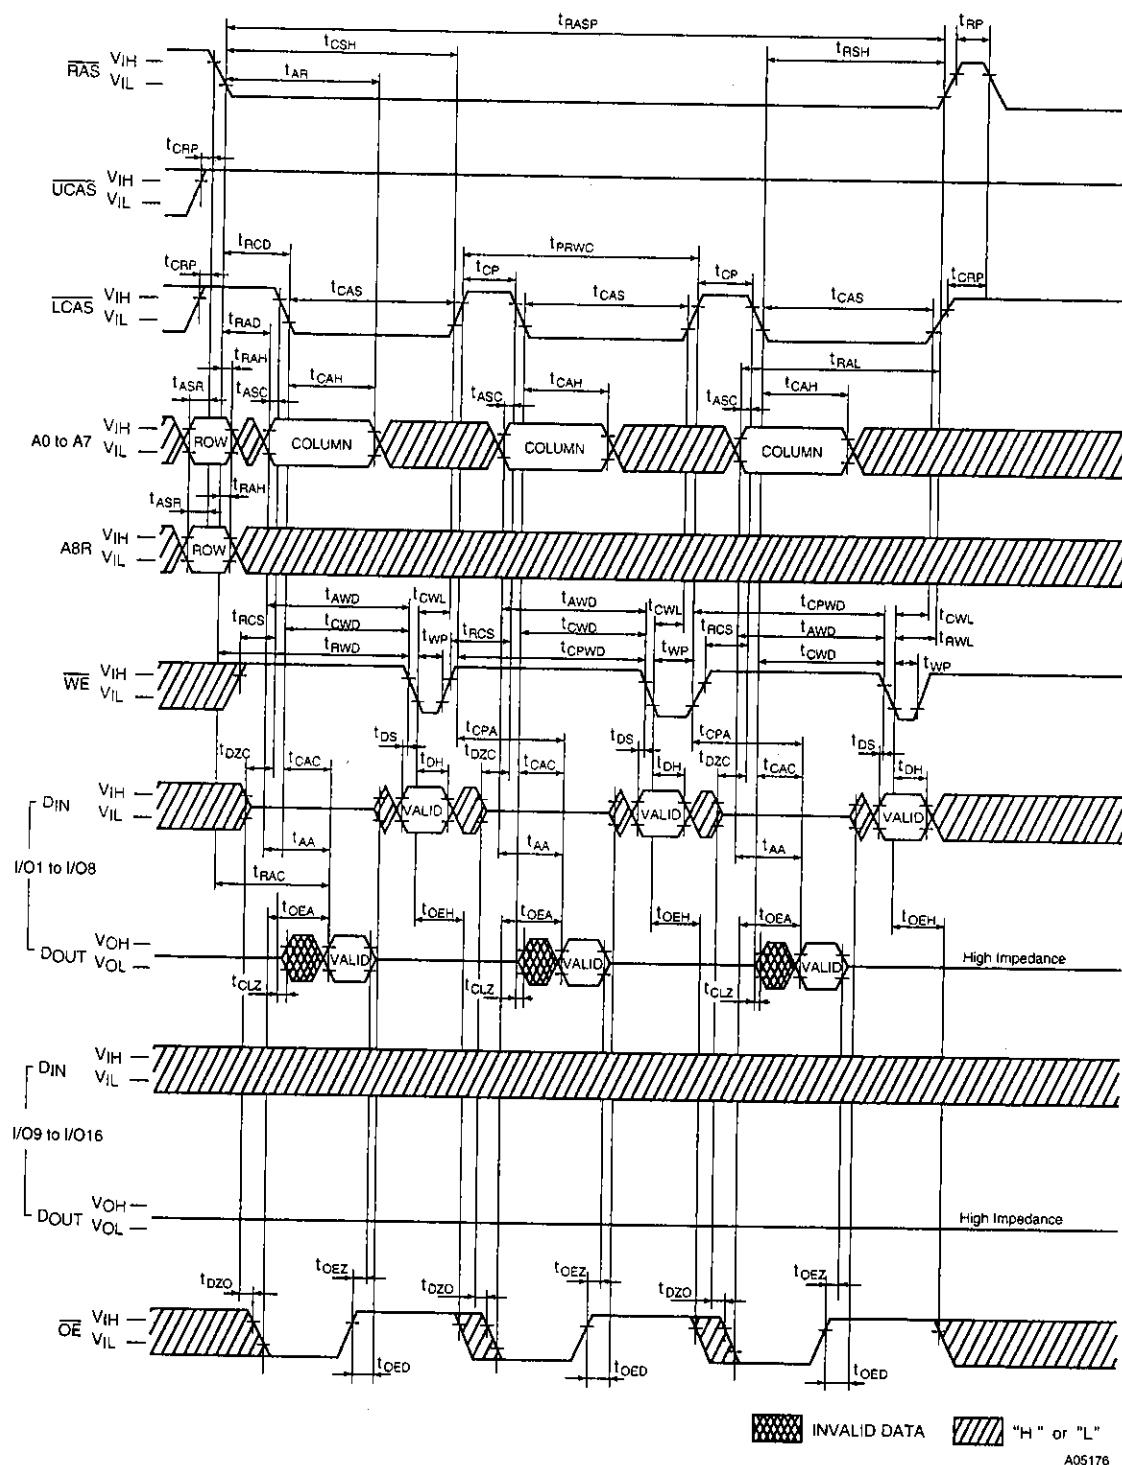 tRASP tRP
tCSH tRSH
tAR
RAS VIH
VIL
tCRP
UCAS VIH
VIL
tRCD tPRWC
tCRP tCP tCP tCRP
LCAS VIH tCAS tCAS tCAS
VIL
tRAD
tRAH tRAL
tASR tASC tCAH tASC tCAH tASC tCAH
A0 to A7 VIH ROW COLUMN COLUMN COLUMN
VIL
tRAH
tASR
A8R VIH ROW
VIL
tAWD tCWL tAWD tCWL tCPWD tCWL
tRCS tCWD tWP tRCS tCWD tWP tRCS tAWD tRWL
tRWD tCPWD tCWD tWP
WE VIH
VIL
tDS tCPA tDS tCPA tDS
tDZC tCAC tDH tDZC tCAC tDH tDZC tCAC tDH
DIN VIH VALID VALID VALID
VIL
tAA tAA tAA
I/O1 to I/O8
tRAC
tOEA tOEH tOEA tOEH tOEA tOEH
DOUT VOH VALID VALID VALID High Impedance
VOL
tCLZ tCLZ tCLZ
DIN VIH
VIL
I/O9 to I/O16
DOUT VOH
VOL High Impedance
tDZO tOEZ tDZO tOEZ tDZO tOEZ
OE VIH
VIL
tOED tOED tOED
INVALID DATA "H" or "L"
A05176